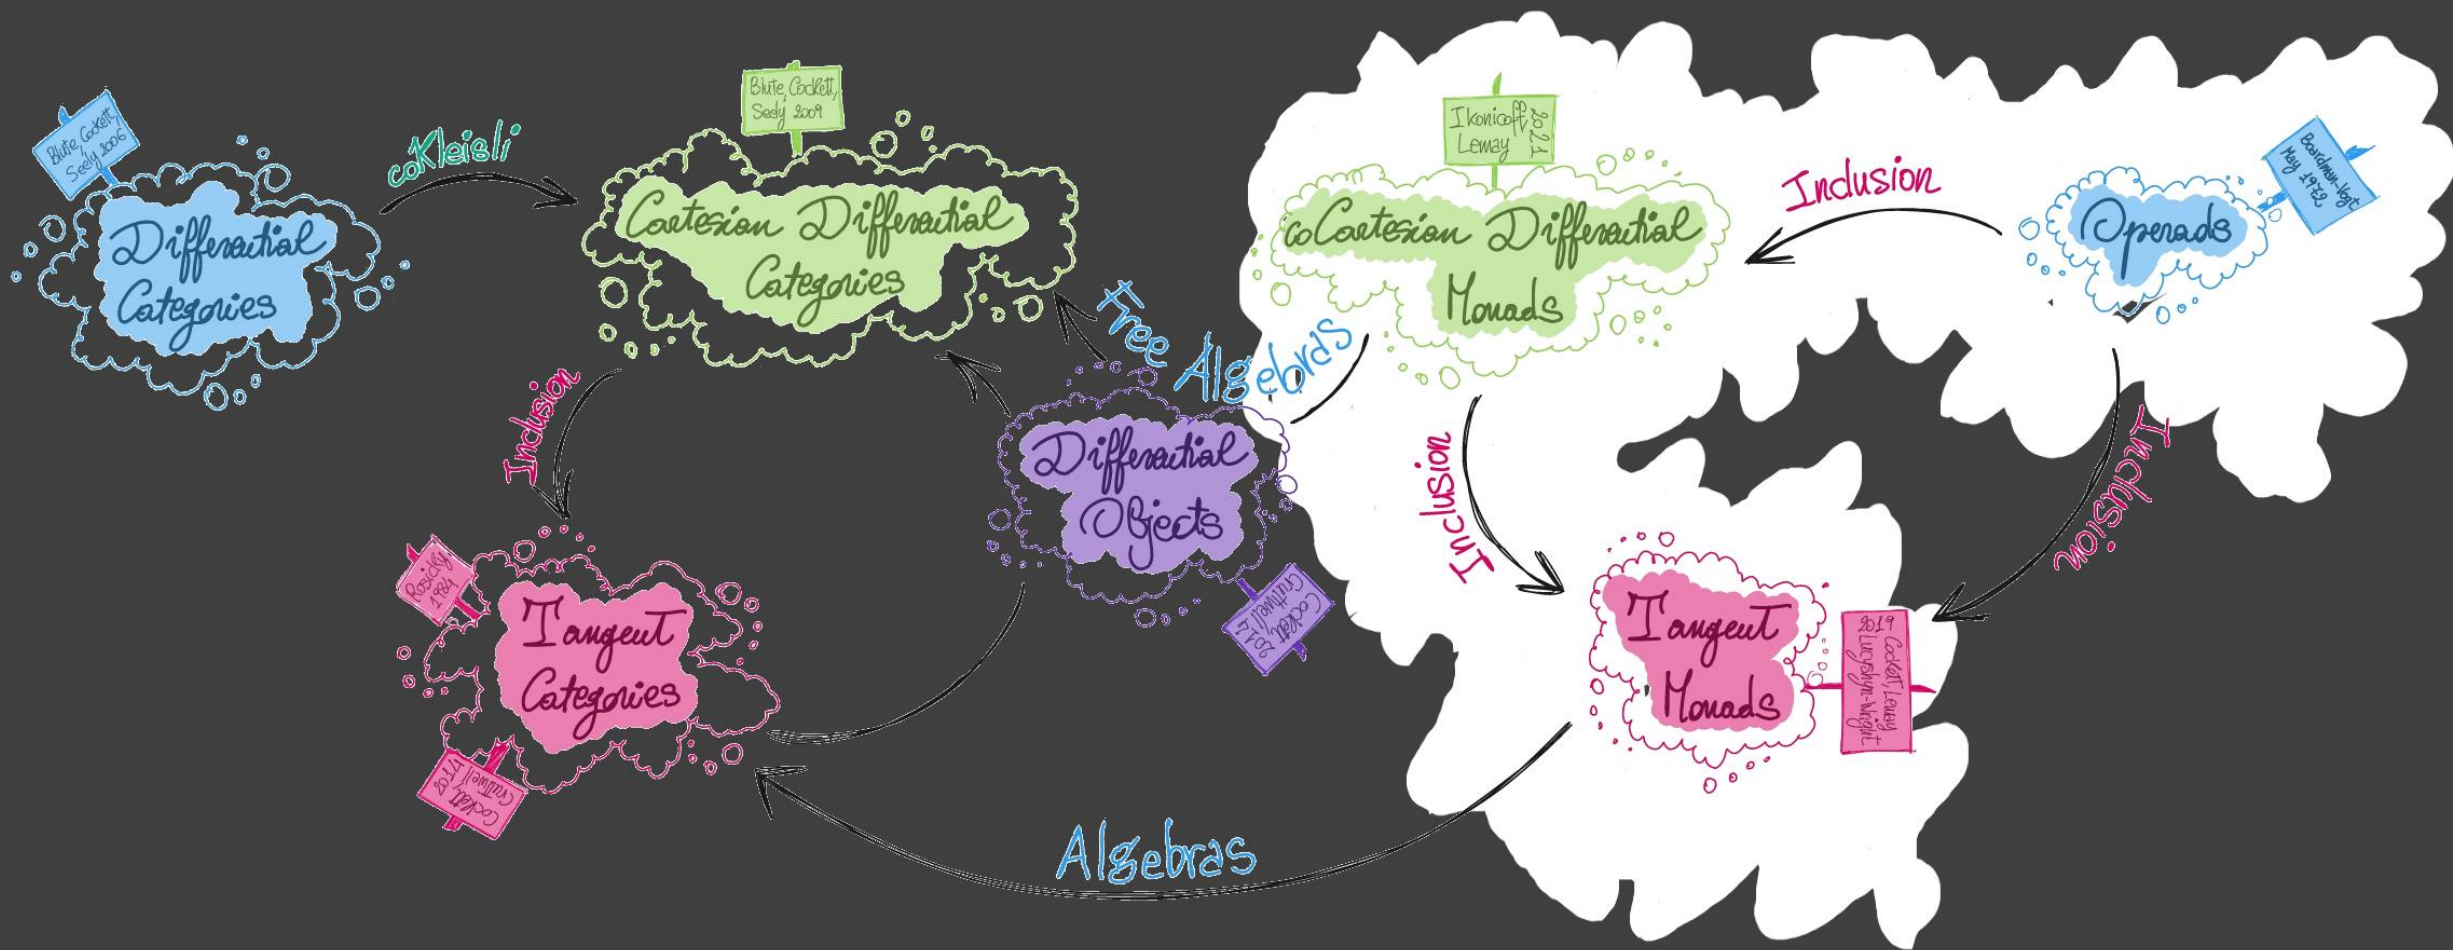 Blute, Cockett,
Seely 2006
Differential
Categories
coKleisli
Blute, Cockett,
Seely 2009
Cartesian Differential
Categories
Free Algebras
Ikonicoff,
Lemay
2021
coCartesian Differential
Monads
Inclusion
Operads
Boardman-Vogt
May 1972
Inclusion
Differential
Objects
Cockett
Cruttwell
2014
Inclusion
Inclusion
Rosický
1984
Tangent
Categories
Cockett,
Cruttwell
2014
Tangent
Monads
2019 Cockett, Lemay
Lucyshyn-Wright
Algebras